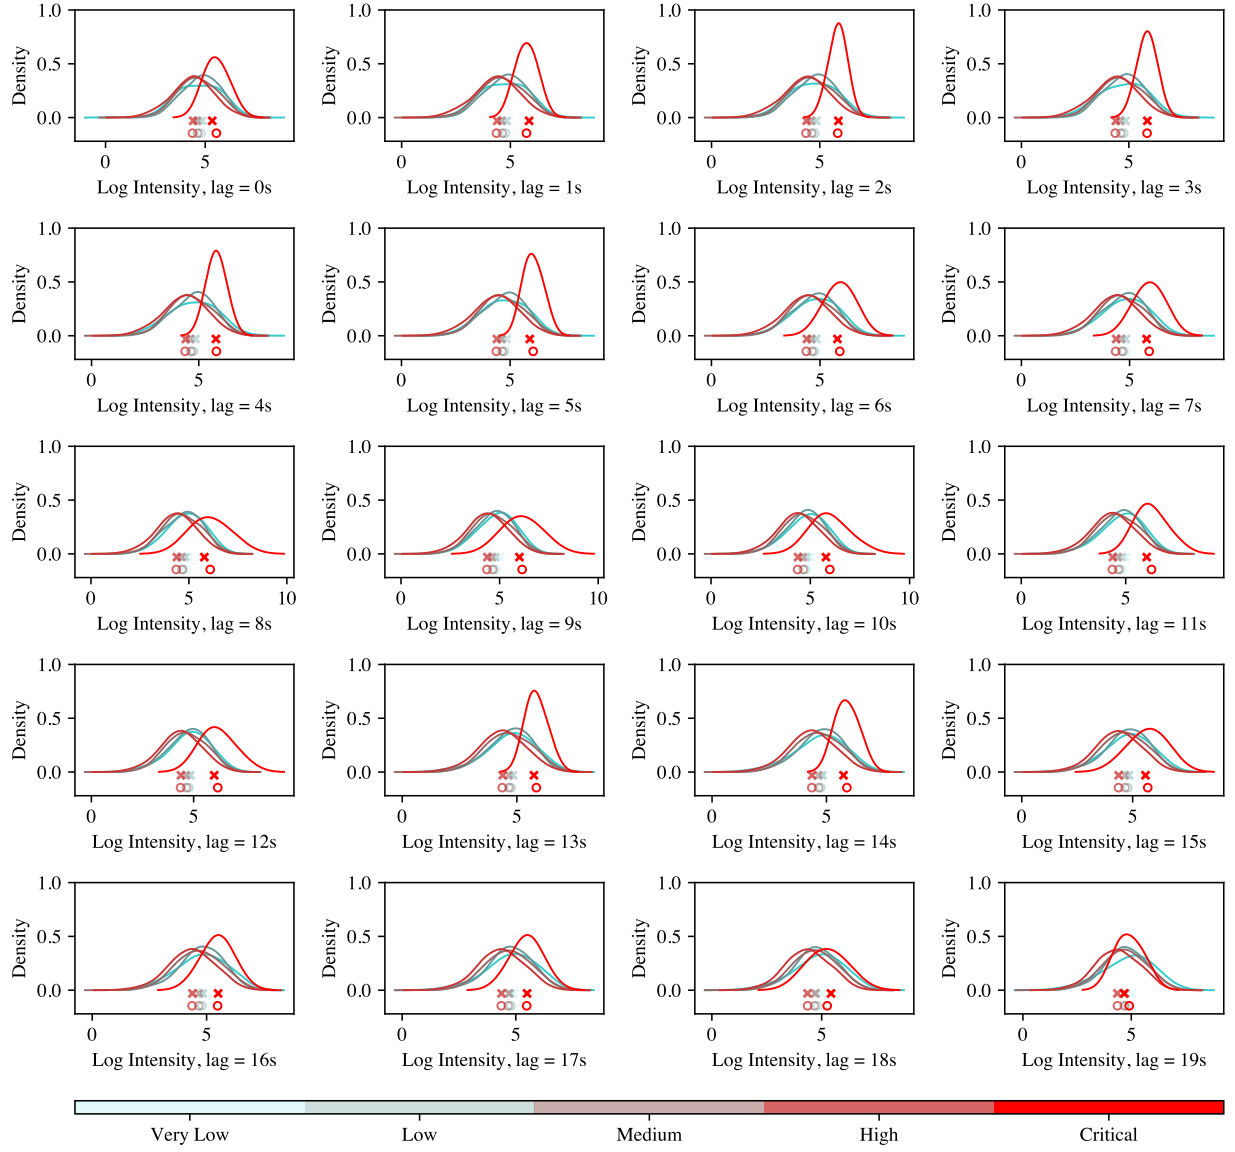 1.0 1.0 1.0 1.0
Density Density Density Density
0.5 0.5 0.5 0.5
0.0 0.0 0.0 0.0
0 5 0 5 0 5 0 5
Log Intensity, lag = 0s Log Intensity, lag = 1s Log Intensity, lag = 2s Log Intensity, lag = 3s
1.0 1.0 1.0 1.0
Density Density Density Density
0.5 0.5 0.5 0.5
0.0 0.0 0.0 0.0
0 5 0 5 0 5 0 5
Log Intensity, lag = 4s Log Intensity, lag = 5s Log Intensity, lag = 6s Log Intensity, lag = 7s
1.0 1.0 1.0 1.0
Density Density Density Density
0.5 0.5 0.5 0.5
0.0 0.0 0.0 0.0
0 5 10 0 5 10 0 5 10 0 5
Log Intensity, lag = 8s Log Intensity, lag = 9s Log Intensity, lag = 10s Log Intensity, lag = 11s
1.0 1.0 1.0 1.0
Density Density Density Density
0.5 0.5 0.5 0.5
0.0 0.0 0.0 0.0
0 5 0 5 0 5 0 5
Log Intensity, lag = 12s Log Intensity, lag = 13s Log Intensity, lag = 14s Log Intensity, lag = 15s
1.0 1.0 1.0 1.0
Density Density Density Density
0.5 0.5 0.5 0.5
0.0 0.0 0.0 0.0
0 5 0 5 0 5 0 5
Log Intensity, lag = 16s Log Intensity, lag = 17s Log Intensity, lag = 18s Log Intensity, lag = 19s
Very Low Low Medium High Critical